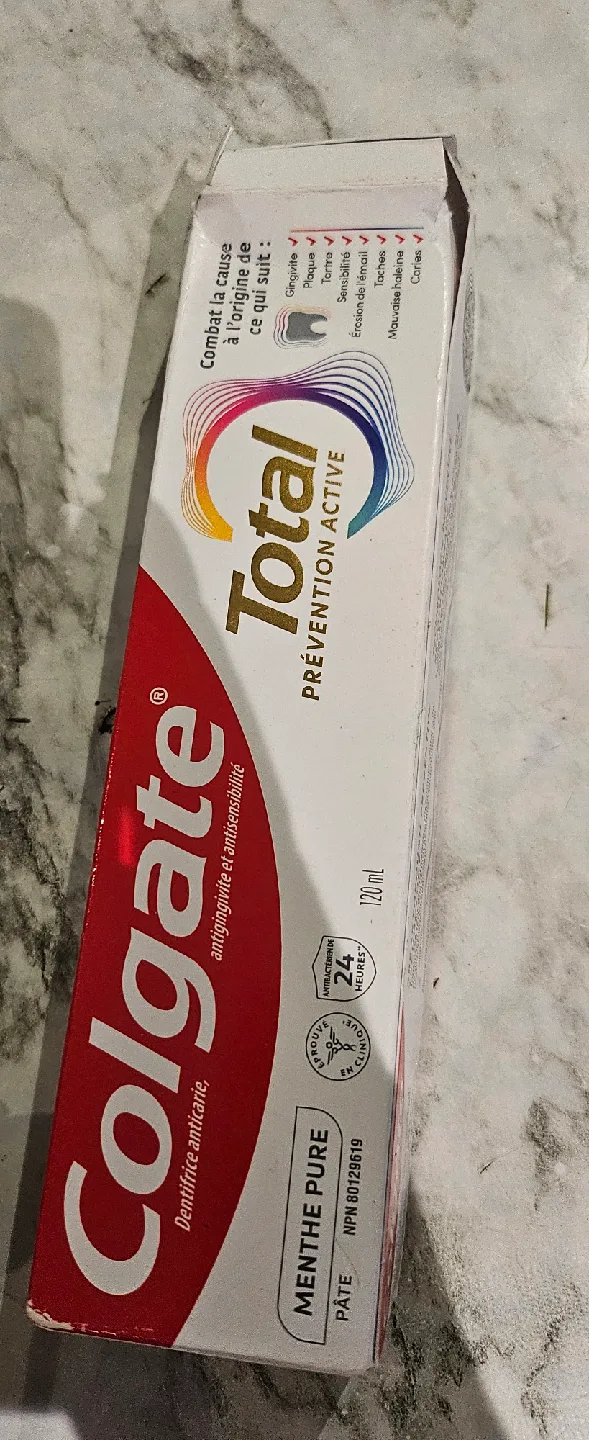 Colgate®
Dentifrice anticarie,
antigingivite et antisensibilité
Total
PRÉVENTION ACTIVE
Combat la cause
à l'origine de
ce qui suit :
Gingivite ✓
Plaque ✓
Tartre ✓
Sensibilité ✓
Érosion de l'émail ✓
Taches ✓
Mauvaise haleine ✓
Caries ✓
MENTHE PURE
PÂTE
NPN 80129619
ÉPROUVÉ
EN CLINIQUE
ANTIBACTÉRIEN DE
24
HEURES
120 mL